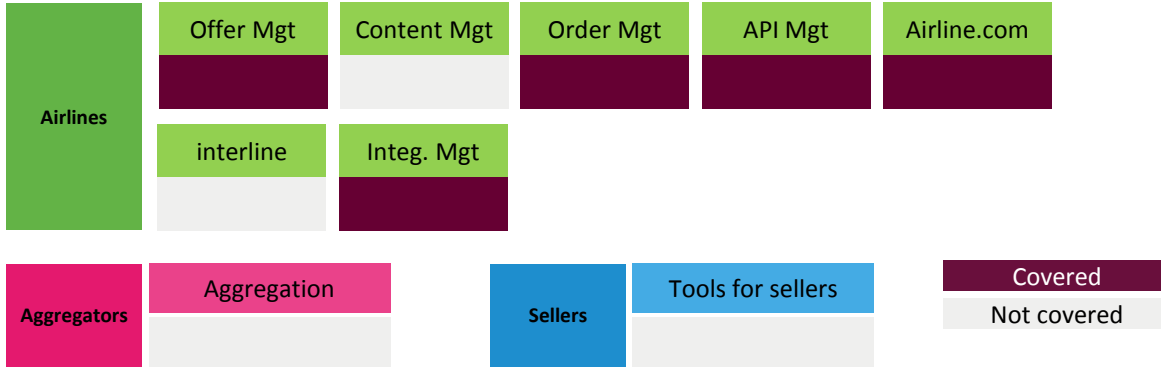 Offer Mgt
Content Mgt
Order Mgt
API Mgt
Airline.com
Airlines
interline
Integ. Mgt
Aggregators
Aggregation
Sellers
Tools for sellers
Covered
Not covered